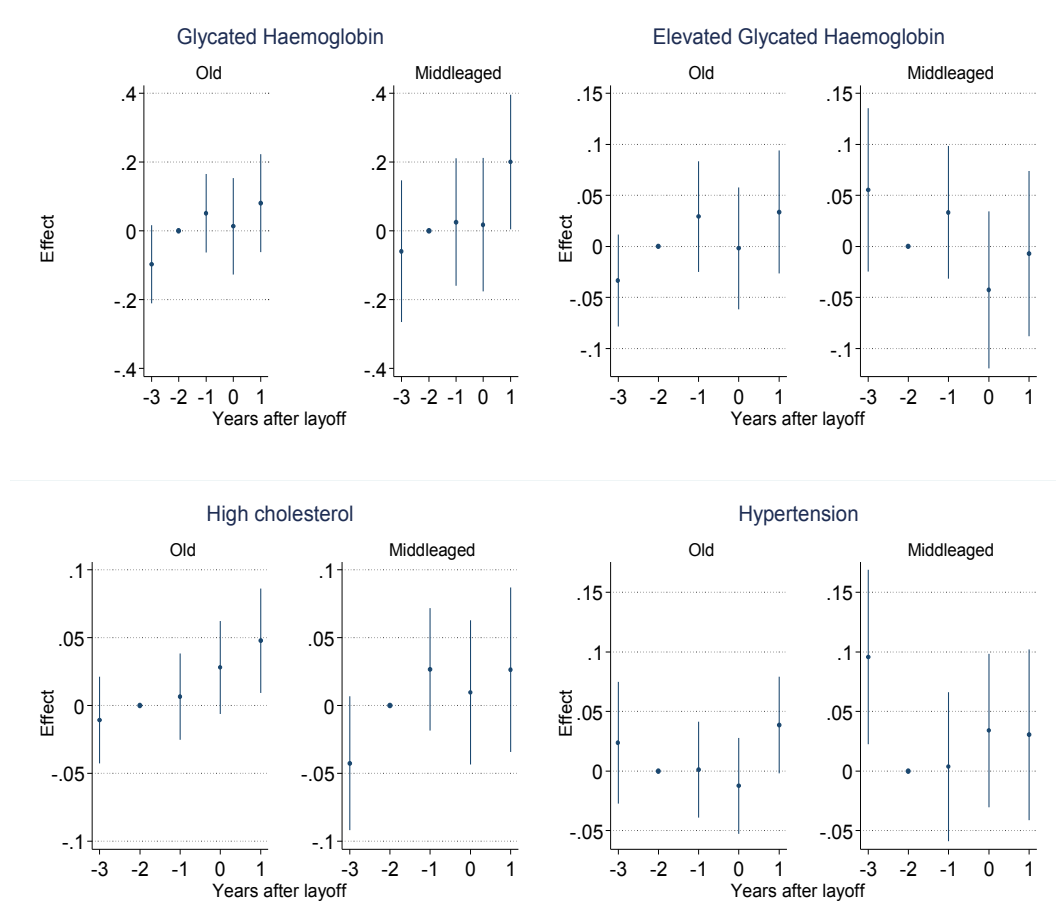 Glycated Haemoglobin
Old
Middleaged
.4
.2
0
-.2
-.4
.4
.2
0
-.2
-.4
Effect
-3 -2 -1 0 1
-3 -2 -1 0 1
Years after layoff
Elevated Glycated Haemoglobin
Old
Middleaged
.15
.1
.05
0
-.05
-.1
.15
.1
.05
0
-.05
-.1
Effect
-3 -2 -1 0 1
-3 -2 -1 0 1
Years after layoff
High cholesterol
Old
Middleaged
.1
.05
0
-.05
-.1
.1
.05
0
-.05
-.1
Effect
-3 -2 -1 0 1
-3 -2 -1 0 1
Years after layoff
Hypertension
Old
Middleaged
.15
.1
.05
0
-.05
.15
.1
.05
0
-.05
Effect
-3 -2 -1 0 1
-3 -2 -1 0 1
Years after layoff